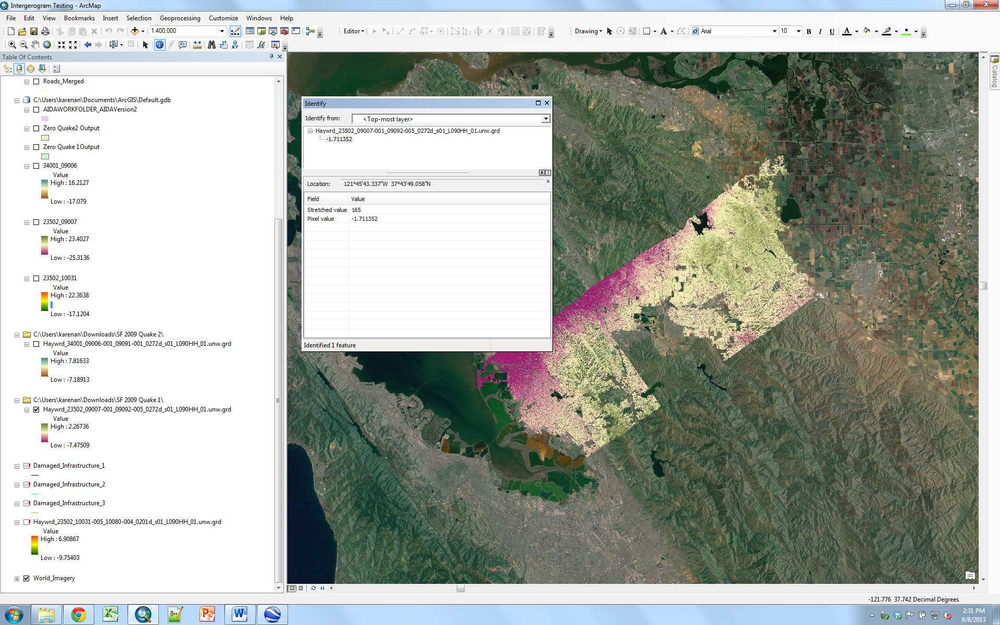 Intergerogram Testing - ArcMap
File Edit View Bookmarks Insert Selection Geoprocessing Customize Windows Help
1:400,000 Editor Drawing A Arial 10 B I U A
Table Of Contents
Roads_Merged
C:\Users\karenan\Documents\ArcGIS\Default.gdb
AIDAWORKFOLDER_AIDAVersion2
Zero Quake2 Output
Zero Quake 1Output
34001_09006
Value
High : 16.2127
Low : -17.079
23502_09007
Value
High : 23.4027
Low : -25.3136
23502_10031
Value
High : 22.3638
Low : -17.1204
C:\Users\karenan\Downloads\SF 2009 Quake 2\
Haywrd_34001_09006-001_09091-001_0272d_s01_L090HH_01.unw.grd
Value
High : 7.81633
Low : -7.18913
C:\Users\karenan\Downloads\SF 2009 Quake 1\
Haywrd_23502_09007-001_09092-005_0272d_s01_L090HH_01.unw.grd
Value
High : 2.26736
Low : -7.47509
Damaged_Infrastructure_1
Damaged_Infrastructure_2
Damaged_Infrastructure_3
Haywrd_23502_10031-005_10080-004_0201d_s01_L090HH_01.unw.grd
Value
High : 6.90867
Low : -9.75403
World_Imagery
Identify
Identify from: <Top-most layer>
Haywrd_23502_09007-001_09092-005_0272d_s01_L090HH_01.unw.grd
-1.711352
Location: 121°45'43.337"W 37°43'49.058"N
Field Value
Stretched value 165
Pixel value -1.711352
Identified 1 feature
Catalog
-121.776 37.742 Decimal Degrees
2:31 PM
8/8/2013